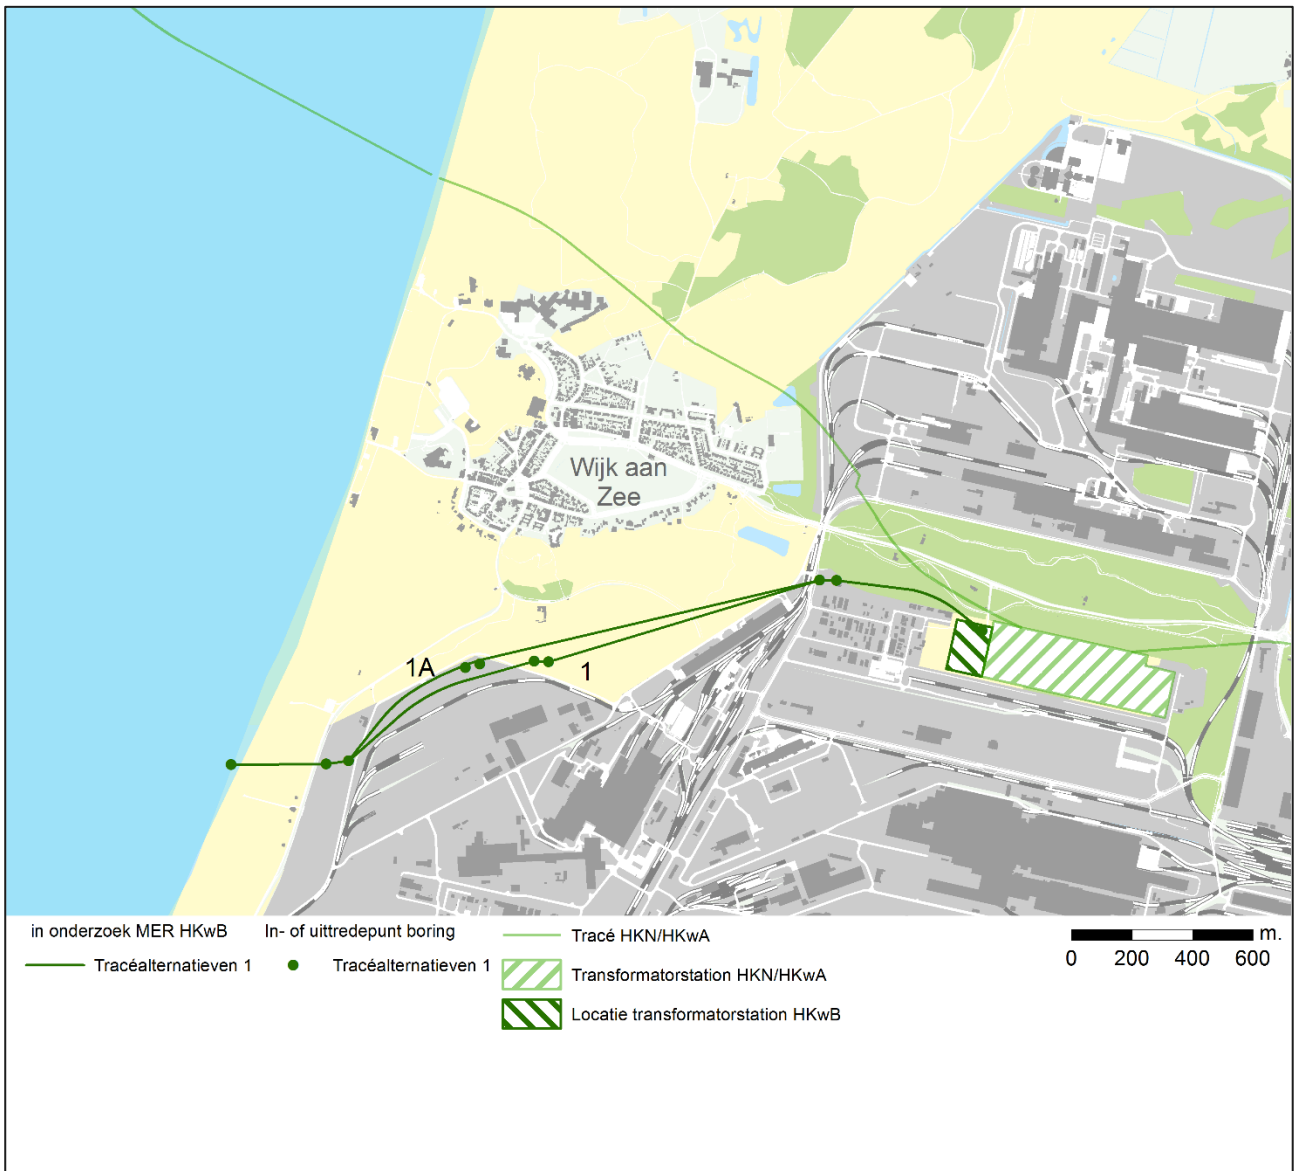 Wijk aan
Zee
1A
1
in onderzoek MER HKwB
Tracéalternatieven 1
In- of uittredepunt boring
Tracéalternatieven 1
Tracé HKN/HKwA
Transformatorstation HKN/HKwA
Locatie transformatorstation HKwB
m.
0 200 400 600